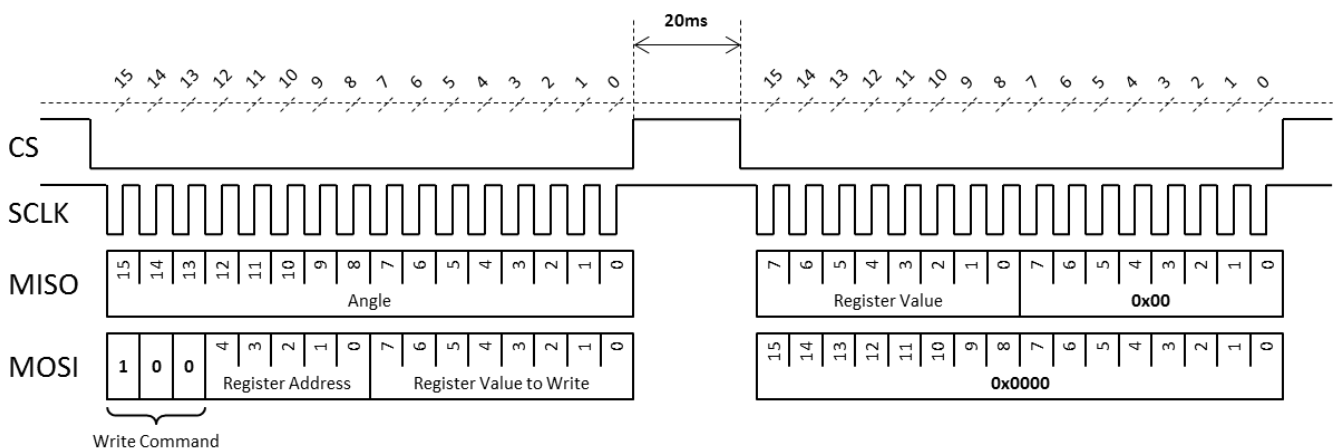 20ms
15 14 13 12 11 10 9 8 7 6 5 4 3 2 1 0 15 14 13 12 11 10 9 8 7 6 5 4 3 2 1 0
CS
SCLK
MISO 15 14 13 12 11 10 9 8 7 6 5 4 3 2 1 0 7 6 5 4 3 2 1 0 7 6 5 4 3 2 1 0
Angle Register Value 0x00
MOSI 1 0 0 4 3 2 1 0 7 6 5 4 3 2 1 0 15 14 13 12 11 10 9 8 7 6 5 4 3 2 1 0
Register Address Register Value to Write 0x0000
Write Command